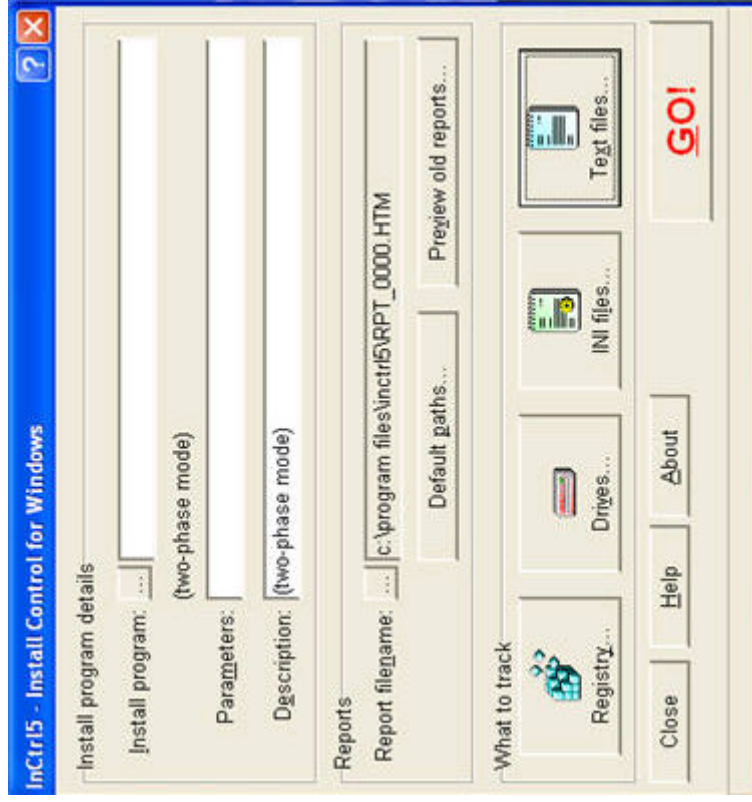 InCtrl5 - Install Control for Windows
Install program details
Install program: ...
(two-phase mode)
Parameters:
Description: (two-phase mode)
Reports
Report filename: ... c:\program files\inctrl5\RPT_0000.HTM
Default paths... Preview old reports...
What to track
Registry... Drives... INI files... Text files...
Close Help About GO!